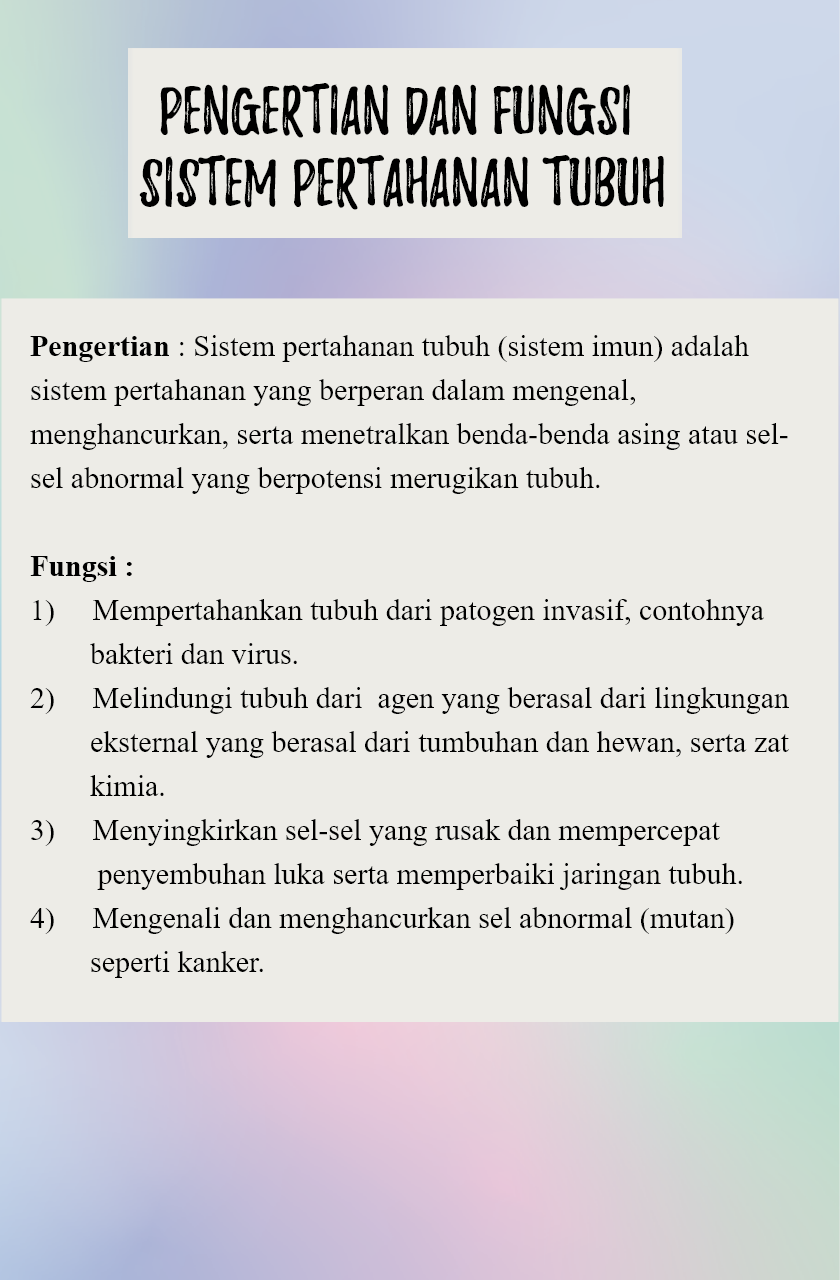 PENGERTIAN DAN FUNGSI
SISTEM PERTAHANAN TUBUH
Pengertian : Sistem pertahanan tubuh (sistem imun) adalah
sistem pertahanan yang berperan dalam mengenal,
menghancurkan, serta menetralkan benda-benda asing atau sel-
sel abnormal yang berpotensi merugikan tubuh.
Fungsi :
1) Mempertahankan tubuh dari patogen invasif, contohnya
bakteri dan virus.
2) Melindungi tubuh dari agen yang berasal dari lingkungan
eksternal yang berasal dari tumbuhan dan hewan, serta zat
kimia.
3) Menyingkirkan sel-sel yang rusak dan mempercepat
penyembuhan luka serta memperbaiki jaringan tubuh.
4) Mengenali dan menghancurkan sel abnormal (mutan)
seperti kanker.